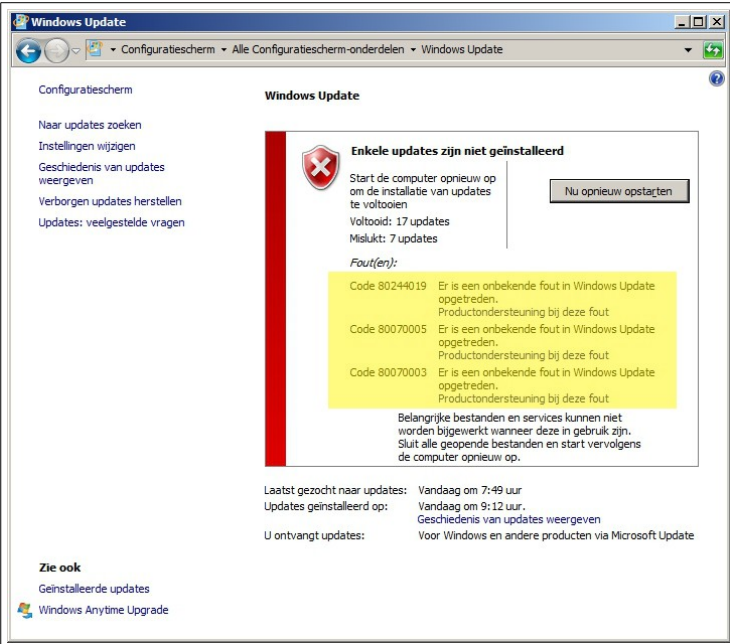 Windows Update
Configuratiescherm Alle Configuratiescherm-onderdelen Windows Update
Configuratiescherm
Naar updates zoeken
Instellingen wijzigen
Geschiedenis van updates
weergeven
Verborgen updates herstellen
Updates: veelgestelde vragen
Windows Update
Enkele updates zijn niet geïnstalleerd
Start de computer opnieuw op
om de installatie van updates
te voltooien
Voltooid: 17 updates
Mislukt: 7 updates
Nu opnieuw opstarten
Fout(en):
Code 80244019 Er is een onbekende fout in Windows Update
opgetreden.
Productondersteuning bij deze fout
Code 80070005 Er is een onbekende fout in Windows Update
opgetreden.
Productondersteuning bij deze fout
Code 80070003 Er is een onbekende fout in Windows Update
opgetreden.
Productondersteuning bij deze fout
Belangrijke bestanden en services kunnen niet
worden bijgewerkt wanneer deze in gebruik zijn.
Sluit alle geopende bestanden en start vervolgens
de computer opnieuw op.
Laatst gezocht naar updates: Vandaag om 7:49 uur
Updates geïnstalleerd op: Vandaag om 9:12 uur.
Geschiedenis van updates weergeven
U ontvangt updates: Voor Windows en andere producten via Microsoft Update
Zie ook
Geïnstalleerde updates
Windows Anytime Upgrade